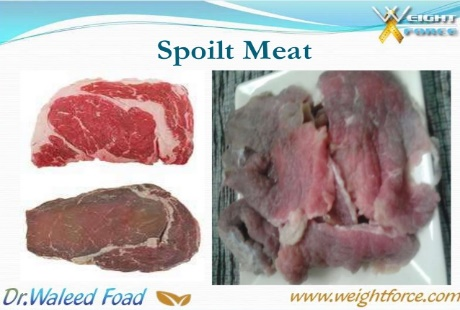 WEIGHT
FORCE
Spoilt Meat
Dr.Waleed Foad
www.weightforce.com